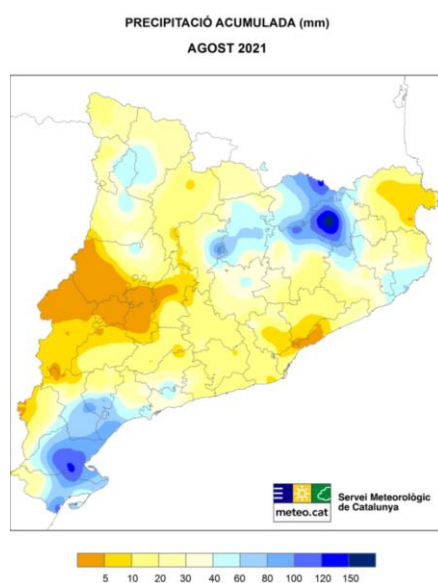 PRECIPITACIÓ ACUMULADA (mm)
AGOST 2021
meteo.cat
Servei Meteorològic
de Catalunya
5 10 20 30 40 60 80 100 120 150